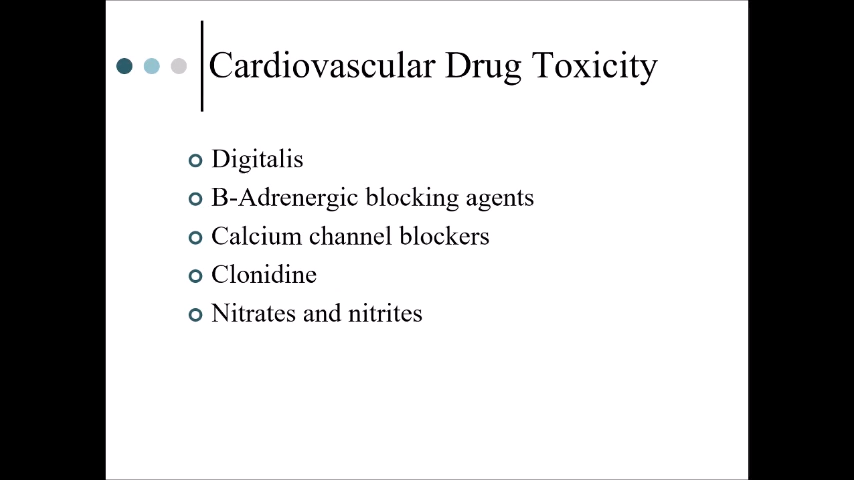 Cardiovascular Drug Toxicity
Digitalis
B-Adrenergic blocking agents
Calcium channel blockers
Clonidine
Nitrates and nitrites